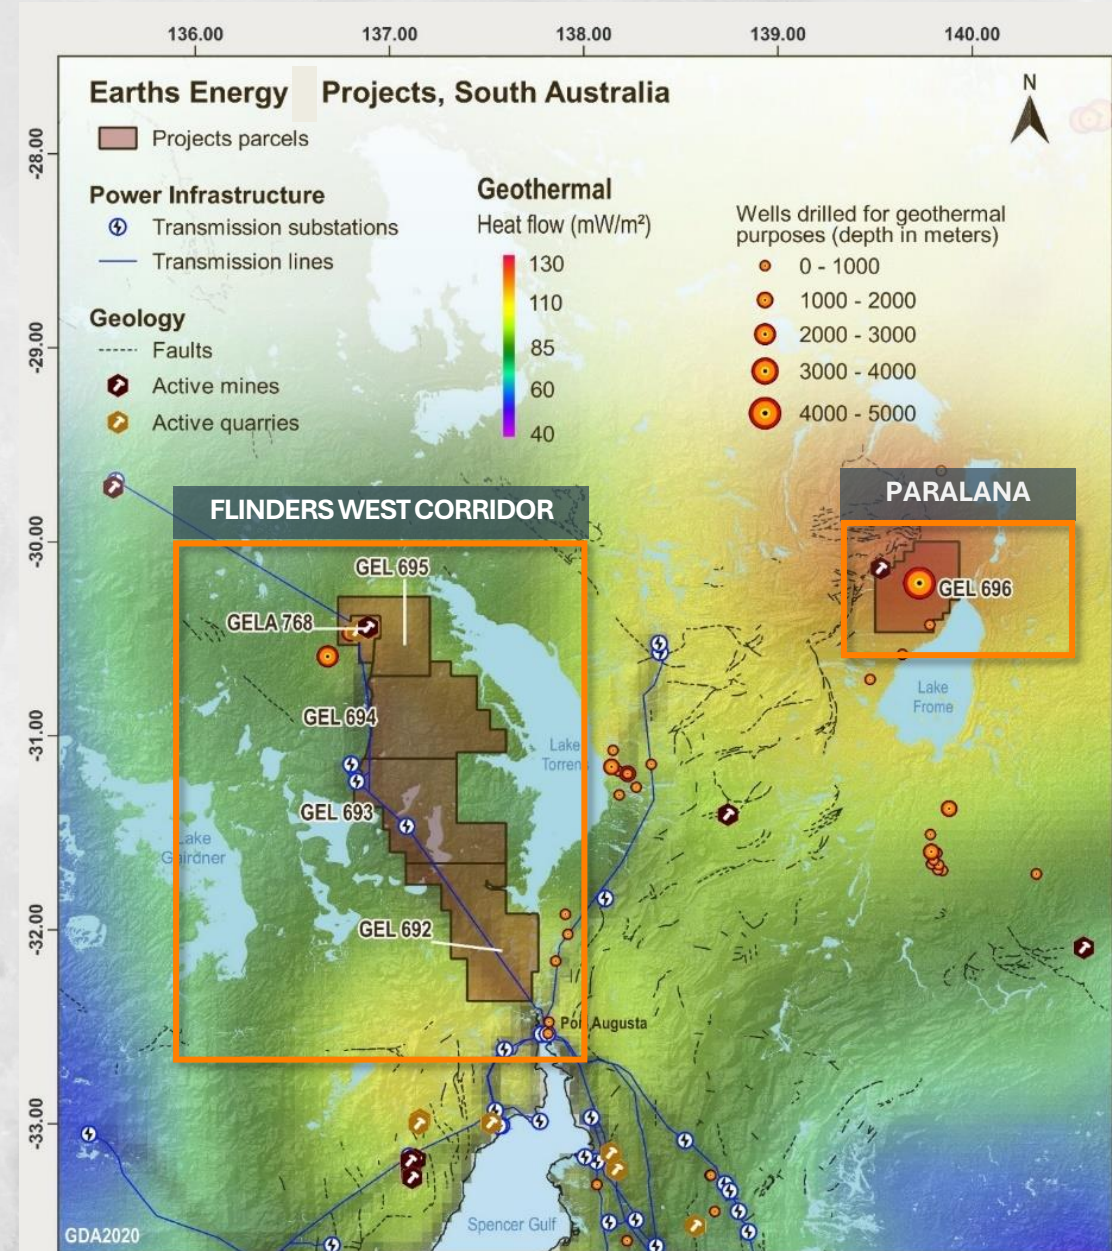 136.00 137.00 138.00 139.00 140.00
Earths Energy Projects, South Australia
N
Projects parcels
-28.00
Power Infrastructure
Transmission substations
Transmission lines
Geology
Faults
Active mines
Active quarries
Geothermal
Heat flow (mW/m²)
130
110
85
60
40
Wells drilled for geothermal
purposes (depth in meters)
0 - 1000
1000 - 2000
2000 - 3000
3000 - 4000
4000 - 5000
-29.00
FLINDERS WEST CORRIDOR
PARALANA
-30.00
GEL 695
GEL 696
GELA 768
Lake
Frome
GEL 694
-31.00
Lake
Torrens
GEL 693
Lake
Gairdner
GEL 692
-32.00
Port Augusta
-33.00
Spencer Gulf
GDA2020